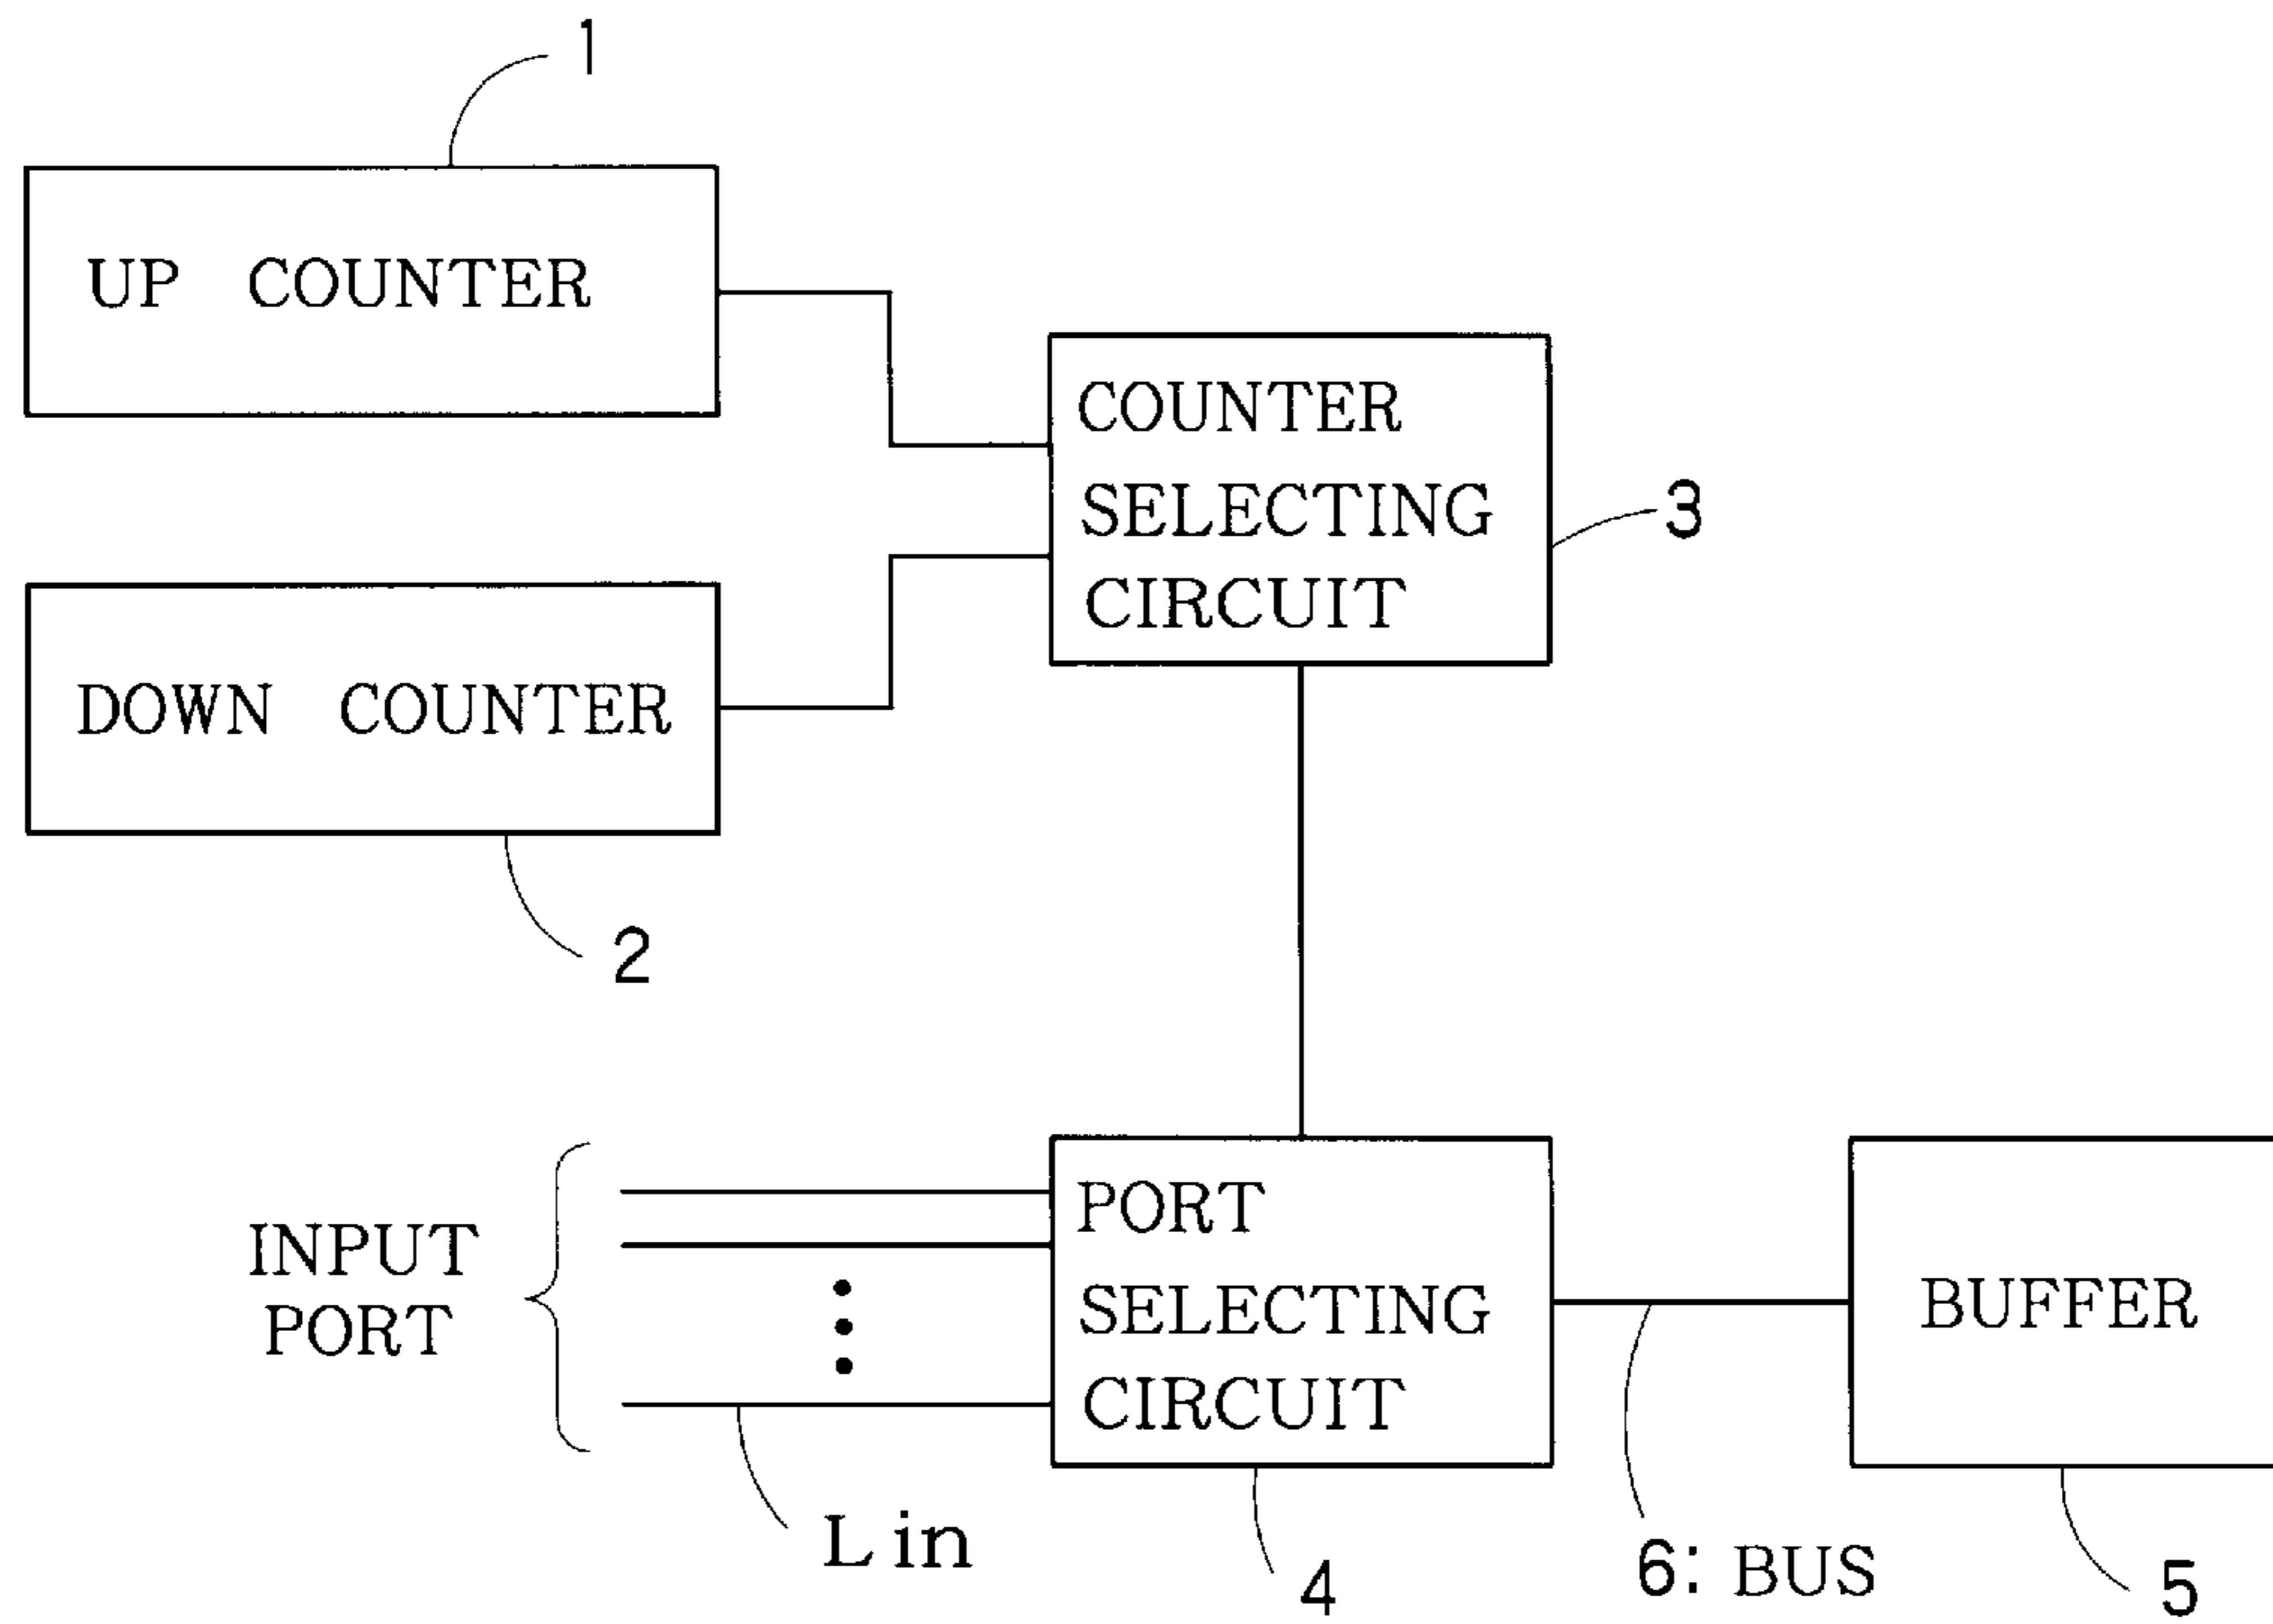 1
UP COUNTER
COUNTER
SELECTING
CIRCUIT
3
DOWN COUNTER
2
INPUT
PORT
PORT
SELECTING
CIRCUIT
BUFFER
Lin
4
6: BUS
5